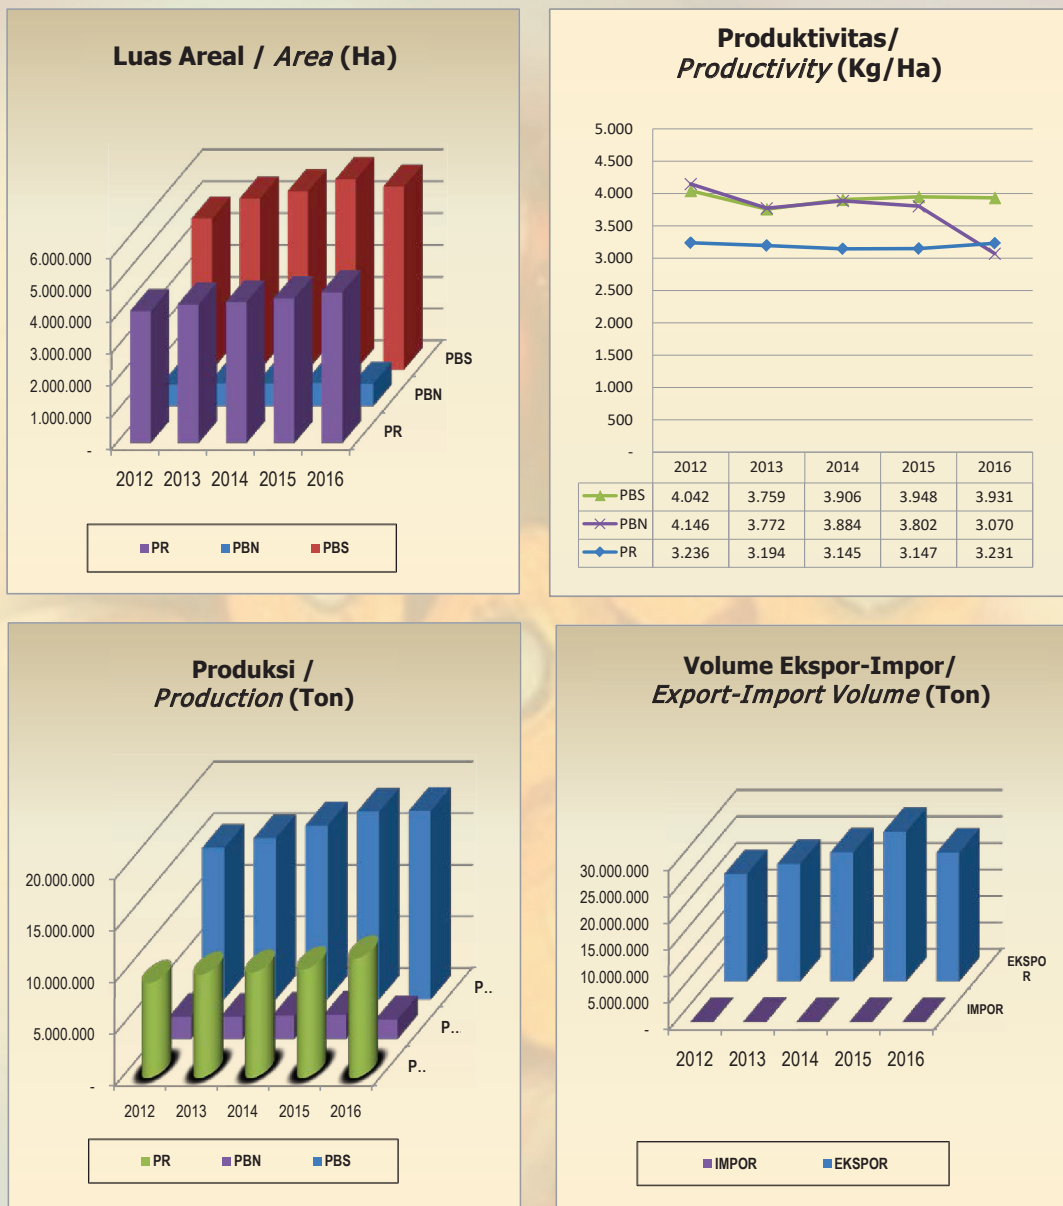 Luas Areal / Area (Ha)
6.000.000
5.000.000
4.000.000
3.000.000
2.000.000
1.000.000
-
PBS
PBN
PR
2012 2013 2014 2015 2016
PR PBN PBS
Produktivitas/
Productivity (Kg/Ha)
5.000
4.500
4.000
3.500
3.000
2.500
2.000
1.500
1.000
500
-
2012 2013 2014 2015 2016
PBS 4.042 3.759 3.906 3.948 3.931
PBN 4.146 3.772 3.884 3.802 3.070
PR 3.236 3.194 3.145 3.147 3.231
Produksi /
Production (Ton)
20.000.000
15.000.000
10.000.000
5.000.000
-
P..
P..
P..
2012 2013 2014 2015 2016
PR PBN PBS
Volume Ekspor-Impor/
Export-Import Volume (Ton)
30.000.000
25.000.000
20.000.000
15.000.000
10.000.000
5.000.000
-
EKSPO
R
IMPOR
2012 2013 2014 2015 2016
IMPOR EKSPOR